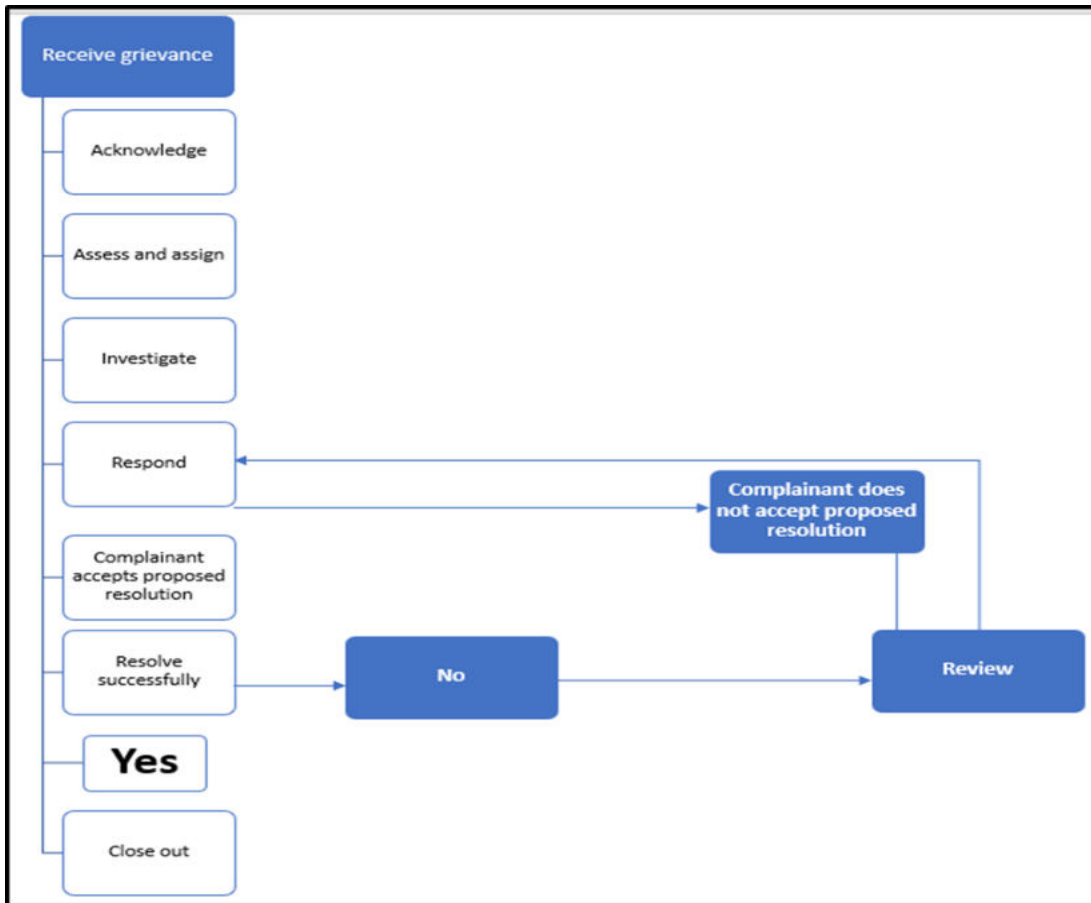 Receive grievance
Acknowledge
Assess and assign
Investigate
Respond
Complainant does
not accept proposed
resolution
Complainant
accepts proposed
resolution
Resolve
successfully
No
Review
Yes
Close out